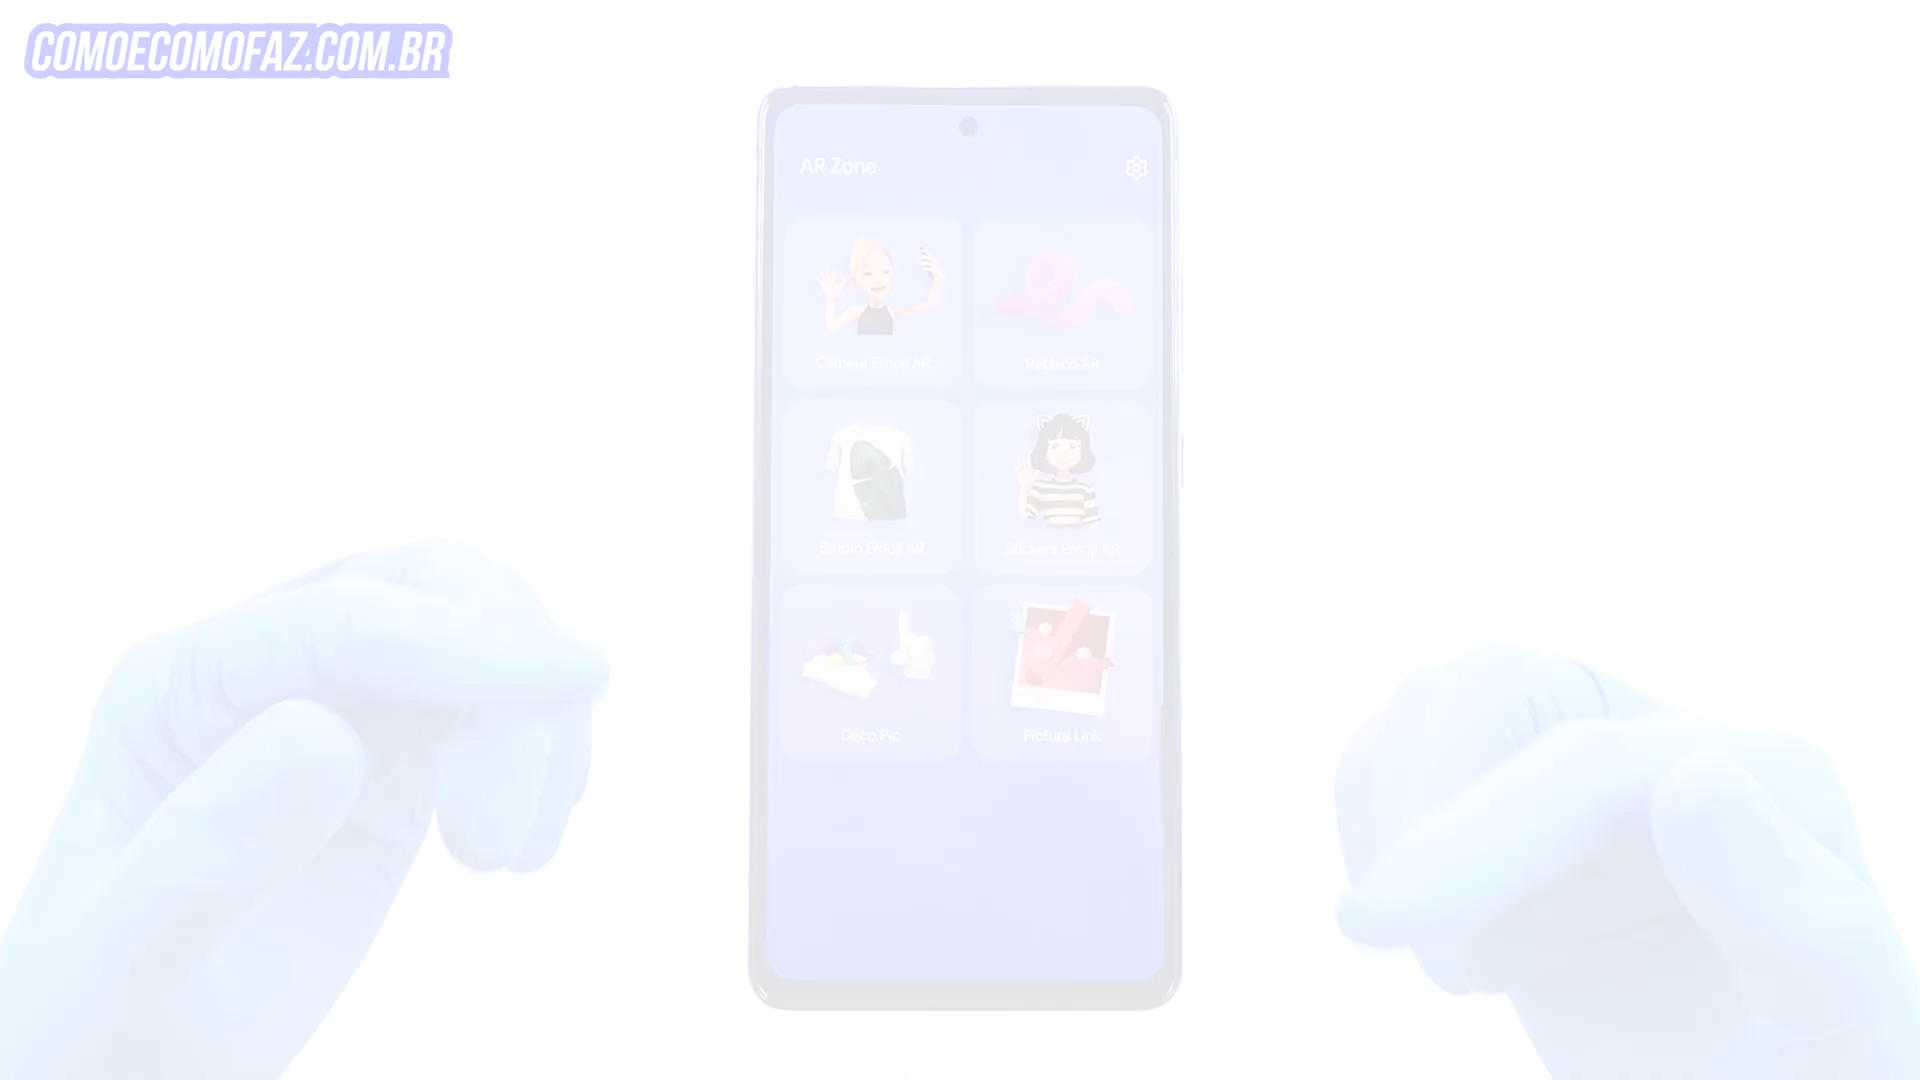 COMOECOMOFAZ.COM.BR
AR Zone
Camera Emoji AR
Rabisco AR
Studio Emoji AR
Stickers Emoji AR
Deco Pic
Picture Link